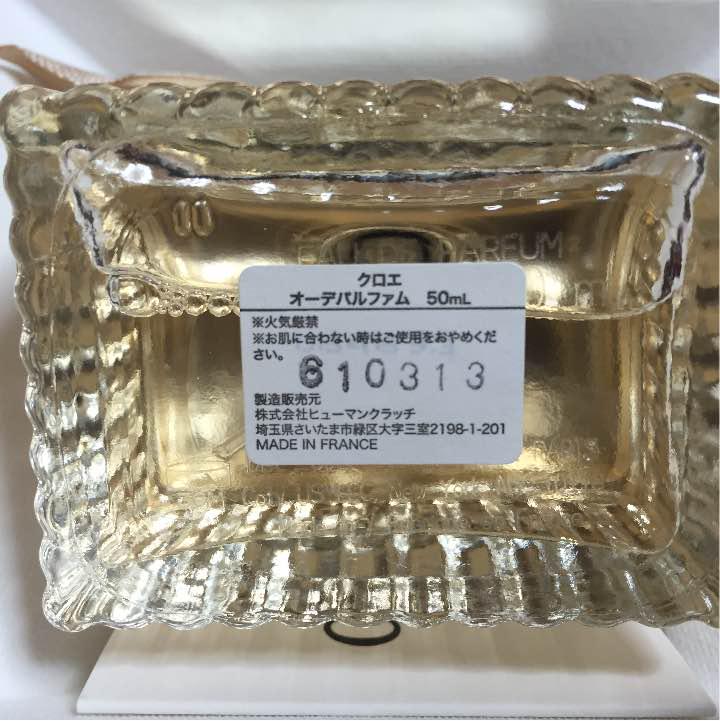 EAU DE PARFUM
クロエ
オーデパルファム 50mL
※火気厳禁
※お肌に合わない時はご使用をおやめくだ
さい。
610313
製造販売元
株式会社ヒューマンクラッチ
埼玉県さいたま市緑区大字三室2198-1-201
MADE IN FRANCE